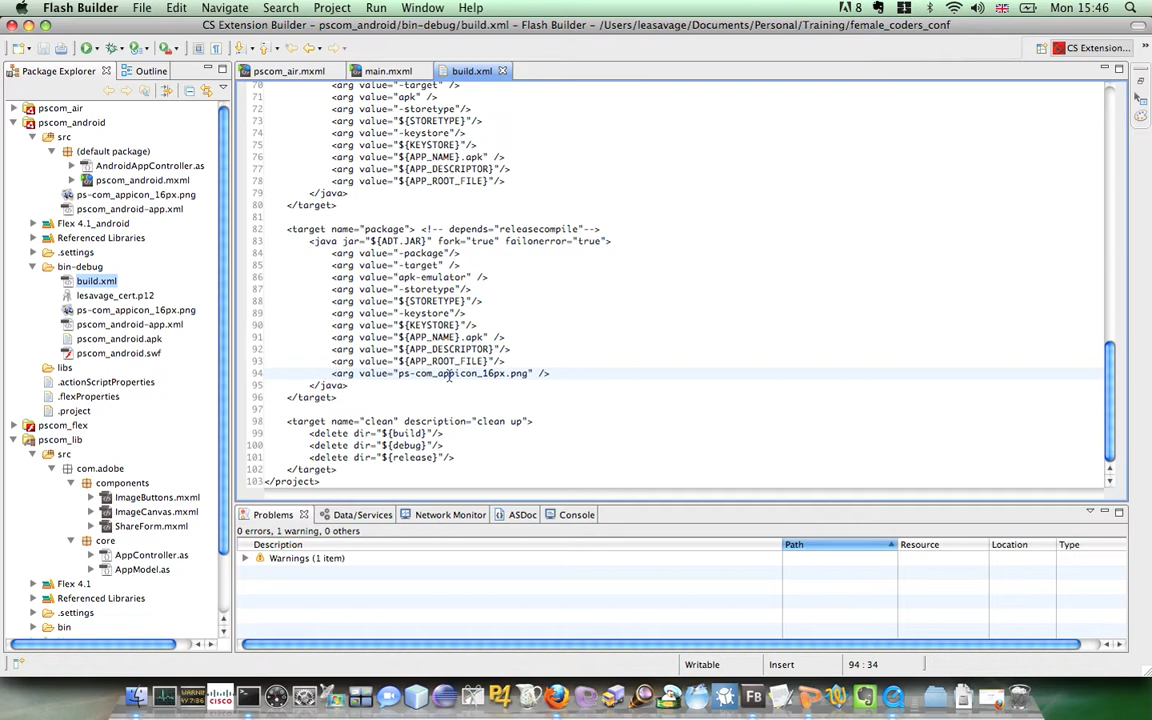 Flash Builder File Edit Navigate Search Project Run Window Help 8 Mon 15:46
CS Extension Builder - pscom_android/bin-debug/build.xml - Flash Builder - /Users/leasavage/Documents/Personal/Training/female_coders_conf
CS Extension...
Package Explorer Outline
pscom_air.mxml main.mxml build.xml
pscom_air
pscom_android
src
(default package)
AndroidAppController.as
pscom_android.mxml
ps-com_appicon_16px.png
pscom_android-app.xml
Flex 4.1_android
Referenced Libraries
.settings
bin-debug
build.xml
lesavage_cert.p12
ps-com_appicon_16px.png
pscom_android-app.xml
pscom_android.apk
pscom_android.swf
libs
.actionScriptProperties
.flexProperties
.project
pscom_flex
pscom_lib
src
com.adobe
components
ImageButtons.mxml
ImageCanvas.mxml
ShareForm.mxml
core
AppController.as
AppModel.as
Flex 4.1
Referenced Libraries
.settings
bin
70 <arg value="-target" />
71 <arg value="apk" />
72 <arg value="-storetype"/>
73 <arg value="${STORETYPE}"/>
74 <arg value="-keystore"/>
75 <arg value="${KEYSTORE}"/>
76 <arg value="${APP_NAME}.apk" />
77 <arg value="${APP_DESCRIPTOR}"/>
78 <arg value="${APP_ROOT_FILE}"/>
79 </java>
80 </target>
81
82 <target name="package"> <!-- depends="releasecompile"-->
83 <java jar="${ADT.JAR}" fork="true" failonerror="true">
84 <arg value="-package"/>
85 <arg value="-target" />
86 <arg value="apk-emulator" />
87 <arg value="-storetype"/>
88 <arg value="${STORETYPE}"/>
89 <arg value="-keystore"/>
90 <arg value="${KEYSTORE}"/>
91 <arg value="${APP_NAME}.apk" />
92 <arg value="${APP_DESCRIPTOR}"/>
93 <arg value="${APP_ROOT_FILE}"/>
94 <arg value="ps-com_appicon_16px.png" />
95 </java>
96 </target>
97
98 <target name="clean" description="clean up">
99 <delete dir="${build}"/>
100 <delete dir="${debug}"/>
101 <delete dir="${release}"/>
102 </target>
103 </project>
Problems Data/Services Network Monitor ASDoc Console
0 errors, 1 warning, 0 others
Description Path Resource Location Type
Warnings (1 item)
Writable Insert 94 : 34